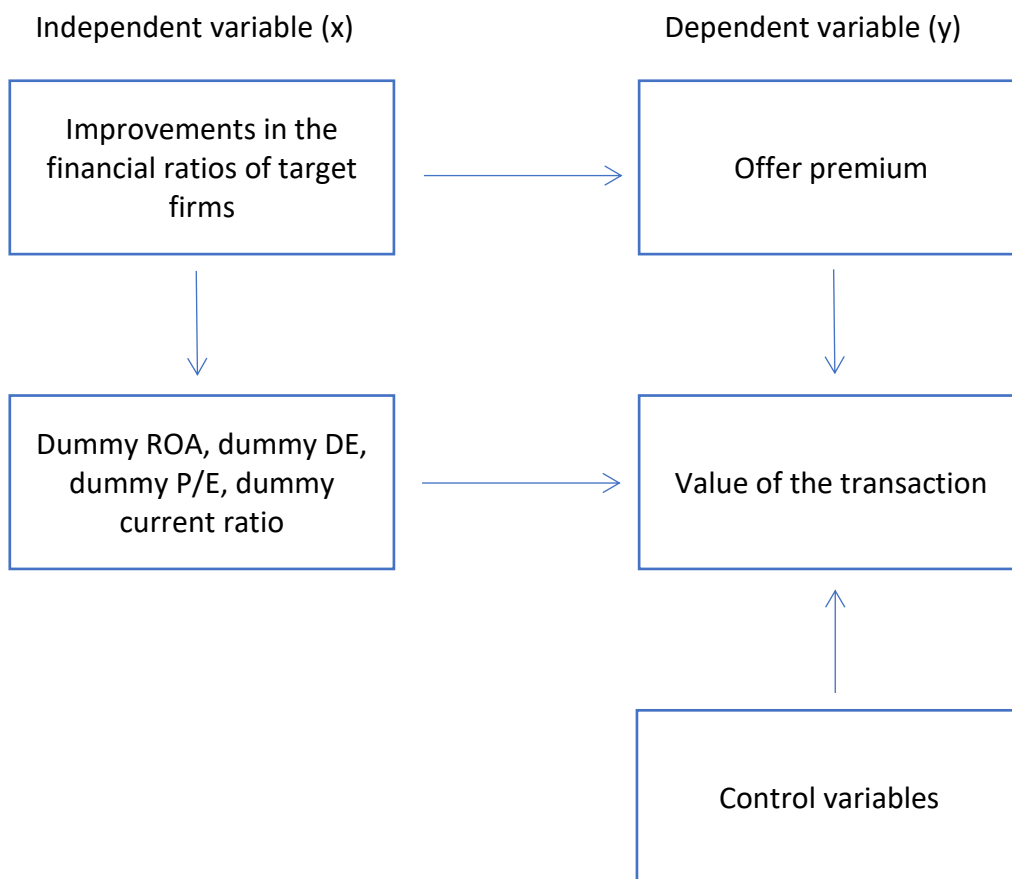 Independent variable (x)
Dependent variable (y)
Improvements in the
financial ratios of target
firms
Offer premium
Dummy ROA, dummy DE,
dummy P/E, dummy
current ratio
Value of the transaction
Control variables